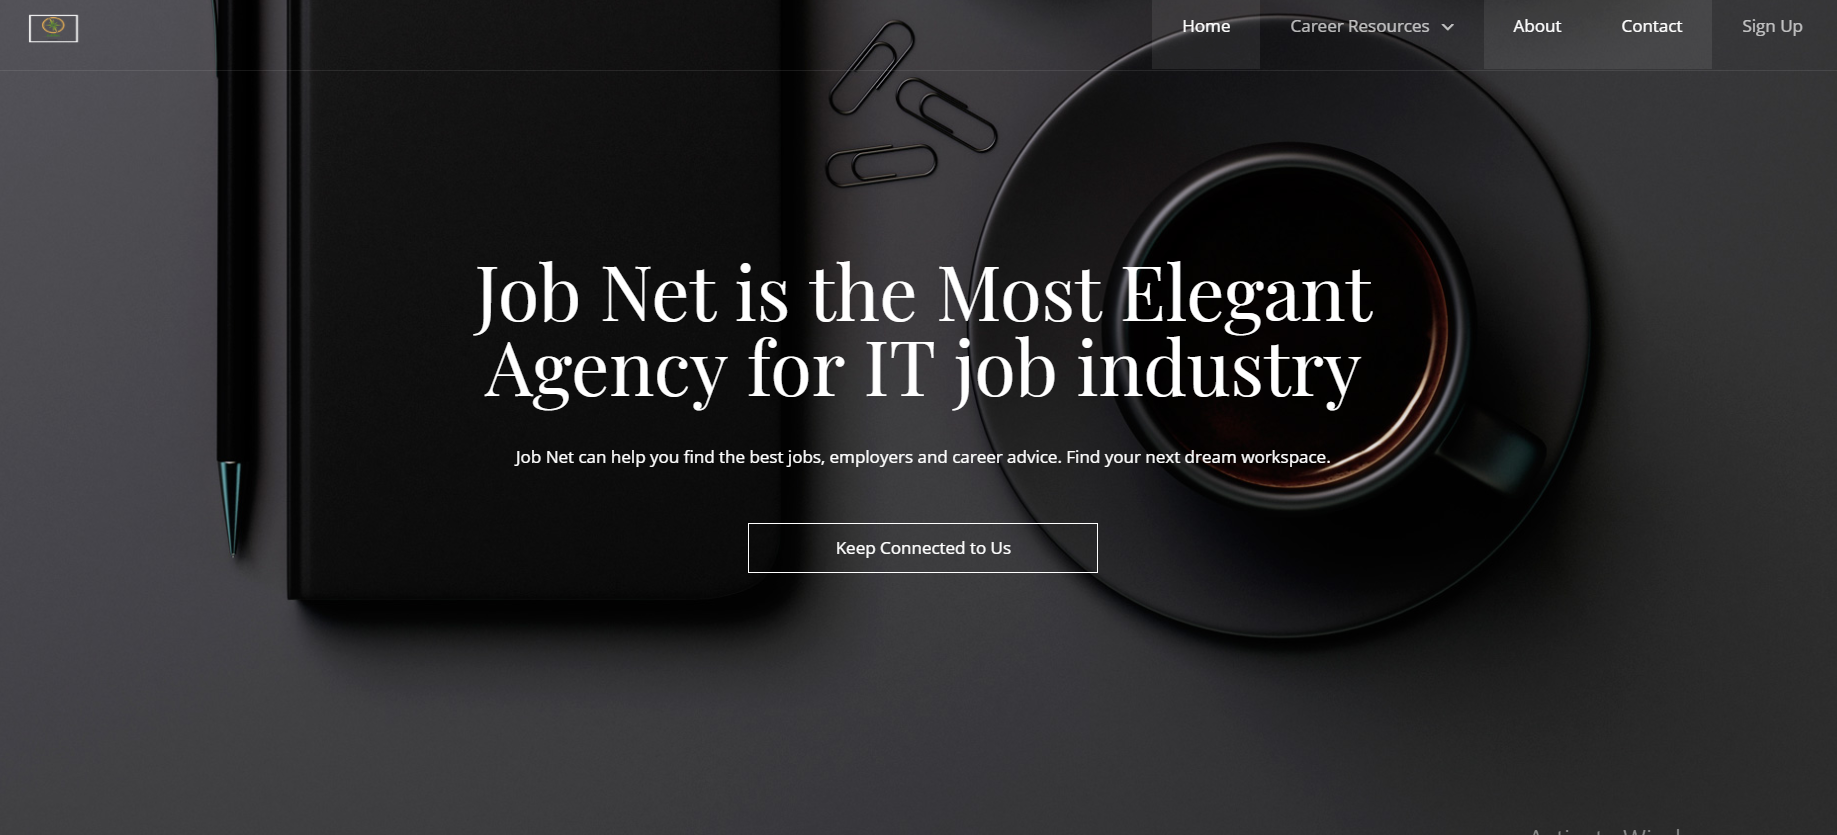 Home Career Resources About Contact Sign Up
Job Net is the Most Elegant
Agency for IT job industry
Job Net can help you find the best jobs, employers and career advice. Find your next dream workspace.
Keep Connected to Us